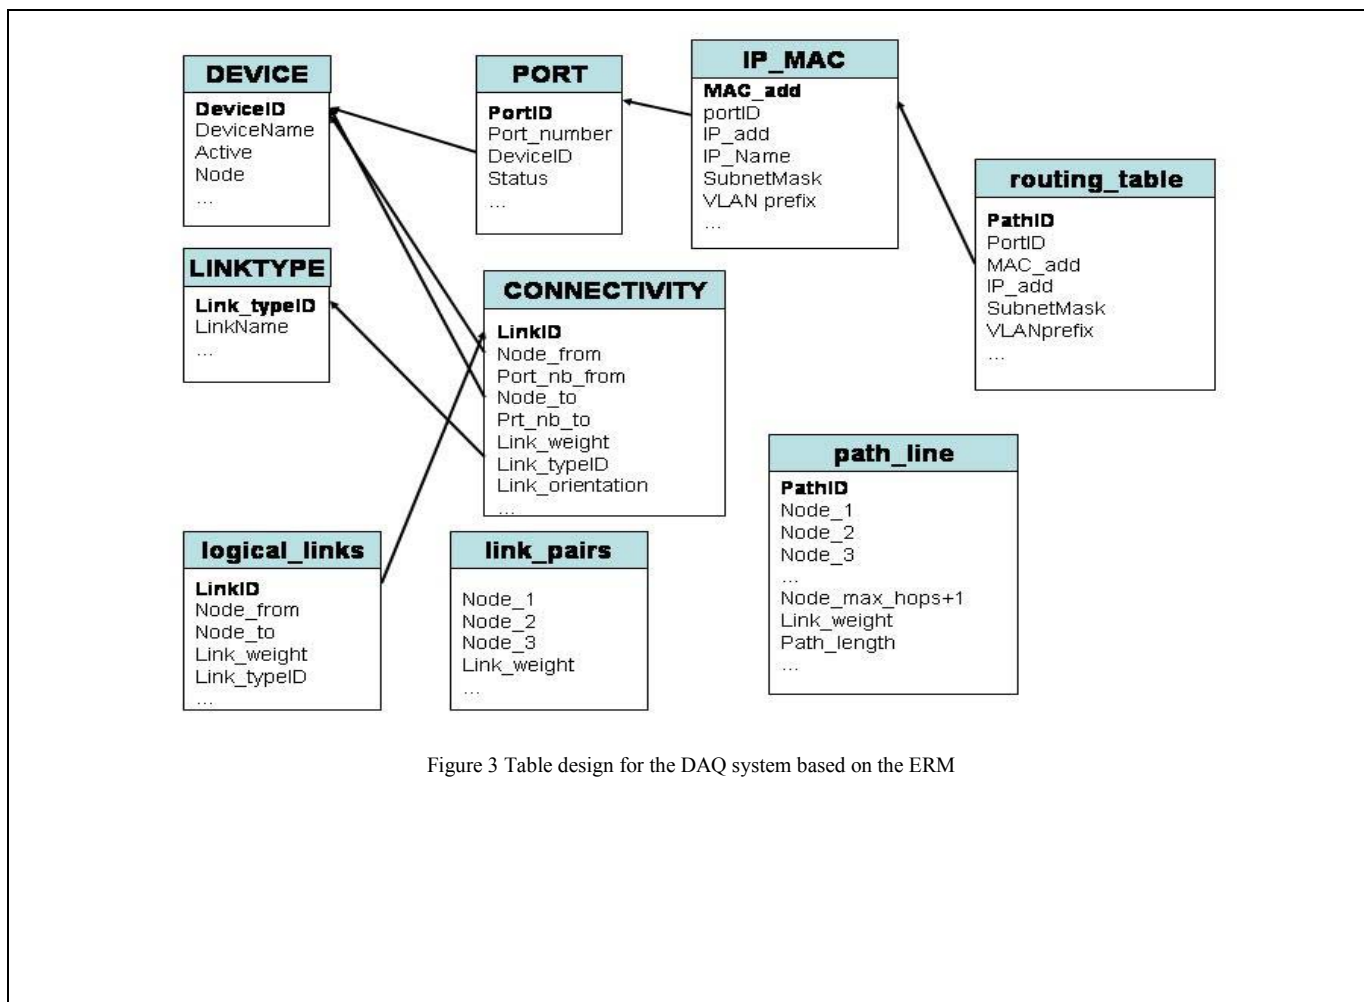 DEVICE
DeviceID
DeviceName
Active
Node
...
PORT
PortID
Port_number
DeviceID
Status
...
IP_MAC
MAC_add
portID
IP_add
IP_Name
SubnetMask
VLAN prefix
...
routing_table
PathID
PortID
MAC_add
IP_add
SubnetMask
VLANprefix
...
LINKTYPE
Link_typeID
LinkName
...
CONNECTIVITY
LinkID
Node_from
Port_nb_from
Node_to
Prt_nb_to
Link_weight
Link_typeID
Link_orientation
...
path_line
PathID
Node_1
Node_2
Node_3
...
Node_max_hops+1
Link_weight
Path_length
...
logical_links
LinkID
Node_from
Node_to
Link_weight
Link_typeID
...
link_pairs
Node_1
Node_2
Node_3
Link_weight
...
Figure 3 Table design for the DAQ system based on the ERM